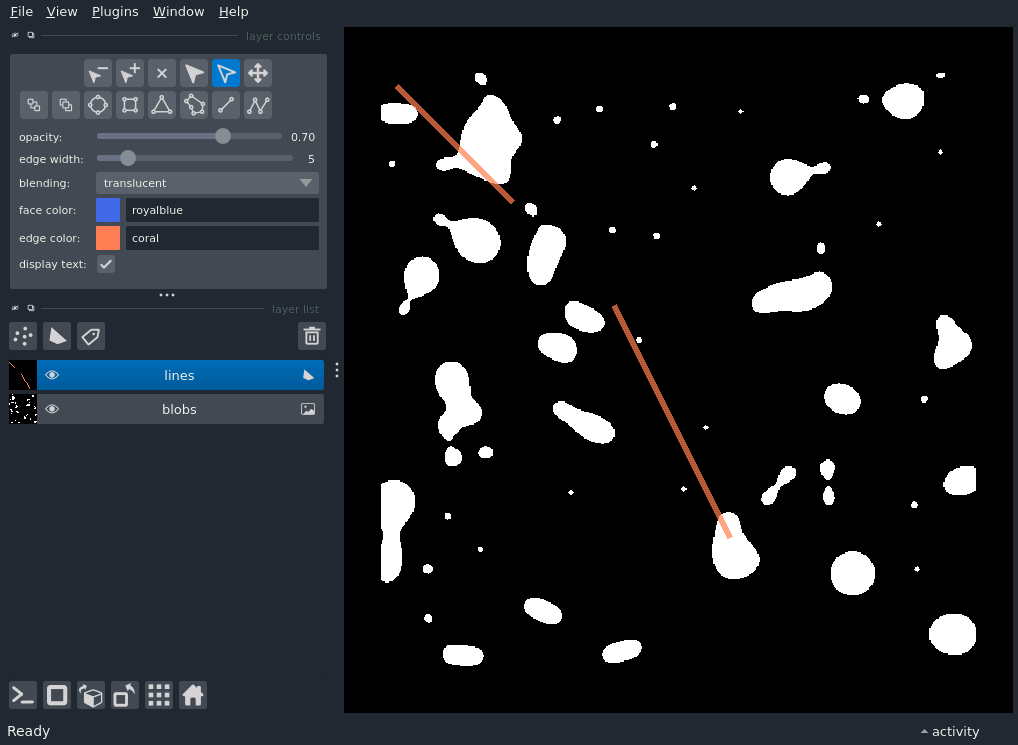 File View Plugins Window Help
layer controls
opacity: 0.70
edge width: 5
blending: translucent
face color: royalblue
edge color: coral
display text:
layer list
lines
blobs
Ready
activity